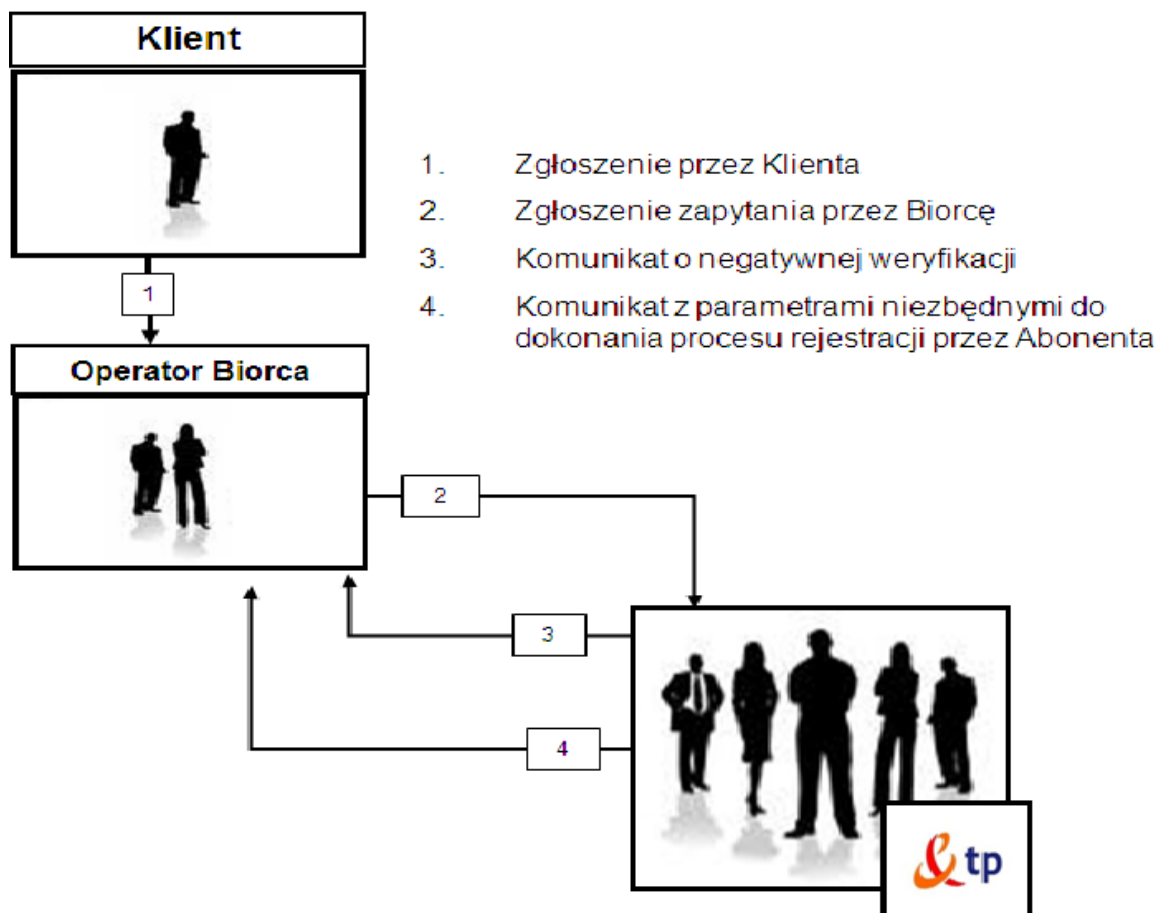 Klient
1. Zgłoszenie przez Klienta
2. Zgłoszenie zapytania przez Biorcę
3. Komunikat o negatywnej weryfikacji
4. Komunikat z parametrami niezbędnymi do
dokonania procesu rejestracji przez Abonenta
1
Operator Biorca
2
3
4
tp